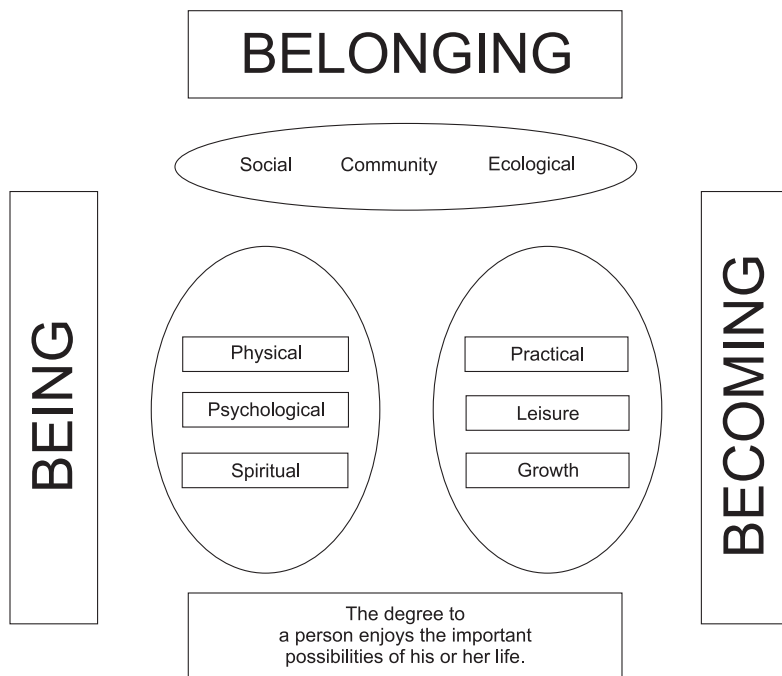 BELONGING
Social Community Ecological
BEING
Physical
Psychological
Spiritual
Practical
Leisure
Growth
BECOMING
The degree to
a person enjoys the important
possibilities of his or her life.